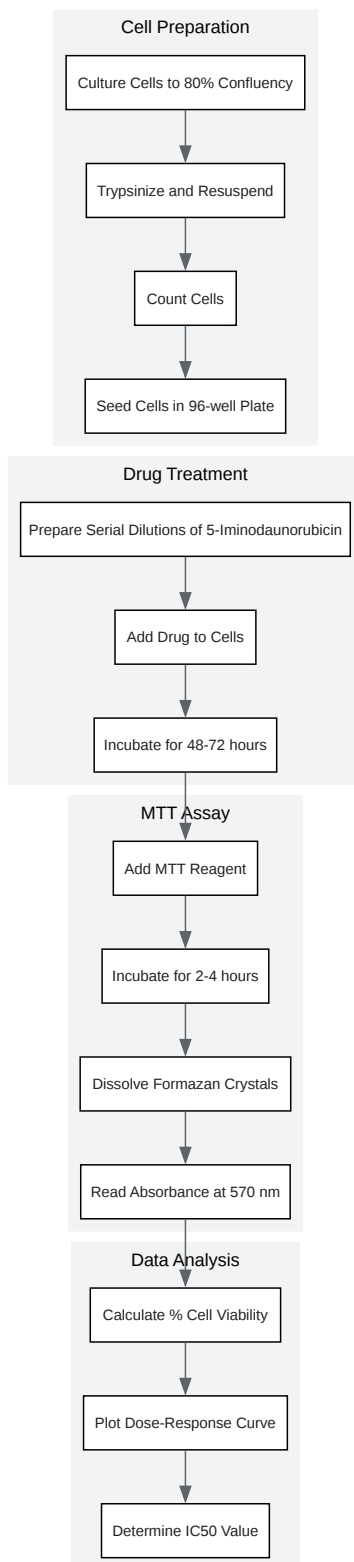 Cell Preparation
Culture Cells to 80% Confluency
Trypsinize and Resuspend
Count Cells
Seed Cells in 96-well Plate
Drug Treatment
Prepare Serial Dilutions of 5-Iminodaunorubicin
Add Drug to Cells
Incubate for 48-72 hours
MTT Assay
Add MTT Reagent
Incubate for 2-4 hours
Dissolve Formazan Crystals
Read Absorbance at 570 nm
Data Analysis
Calculate % Cell Viability
Plot Dose-Response Curve
Determine IC50 Value